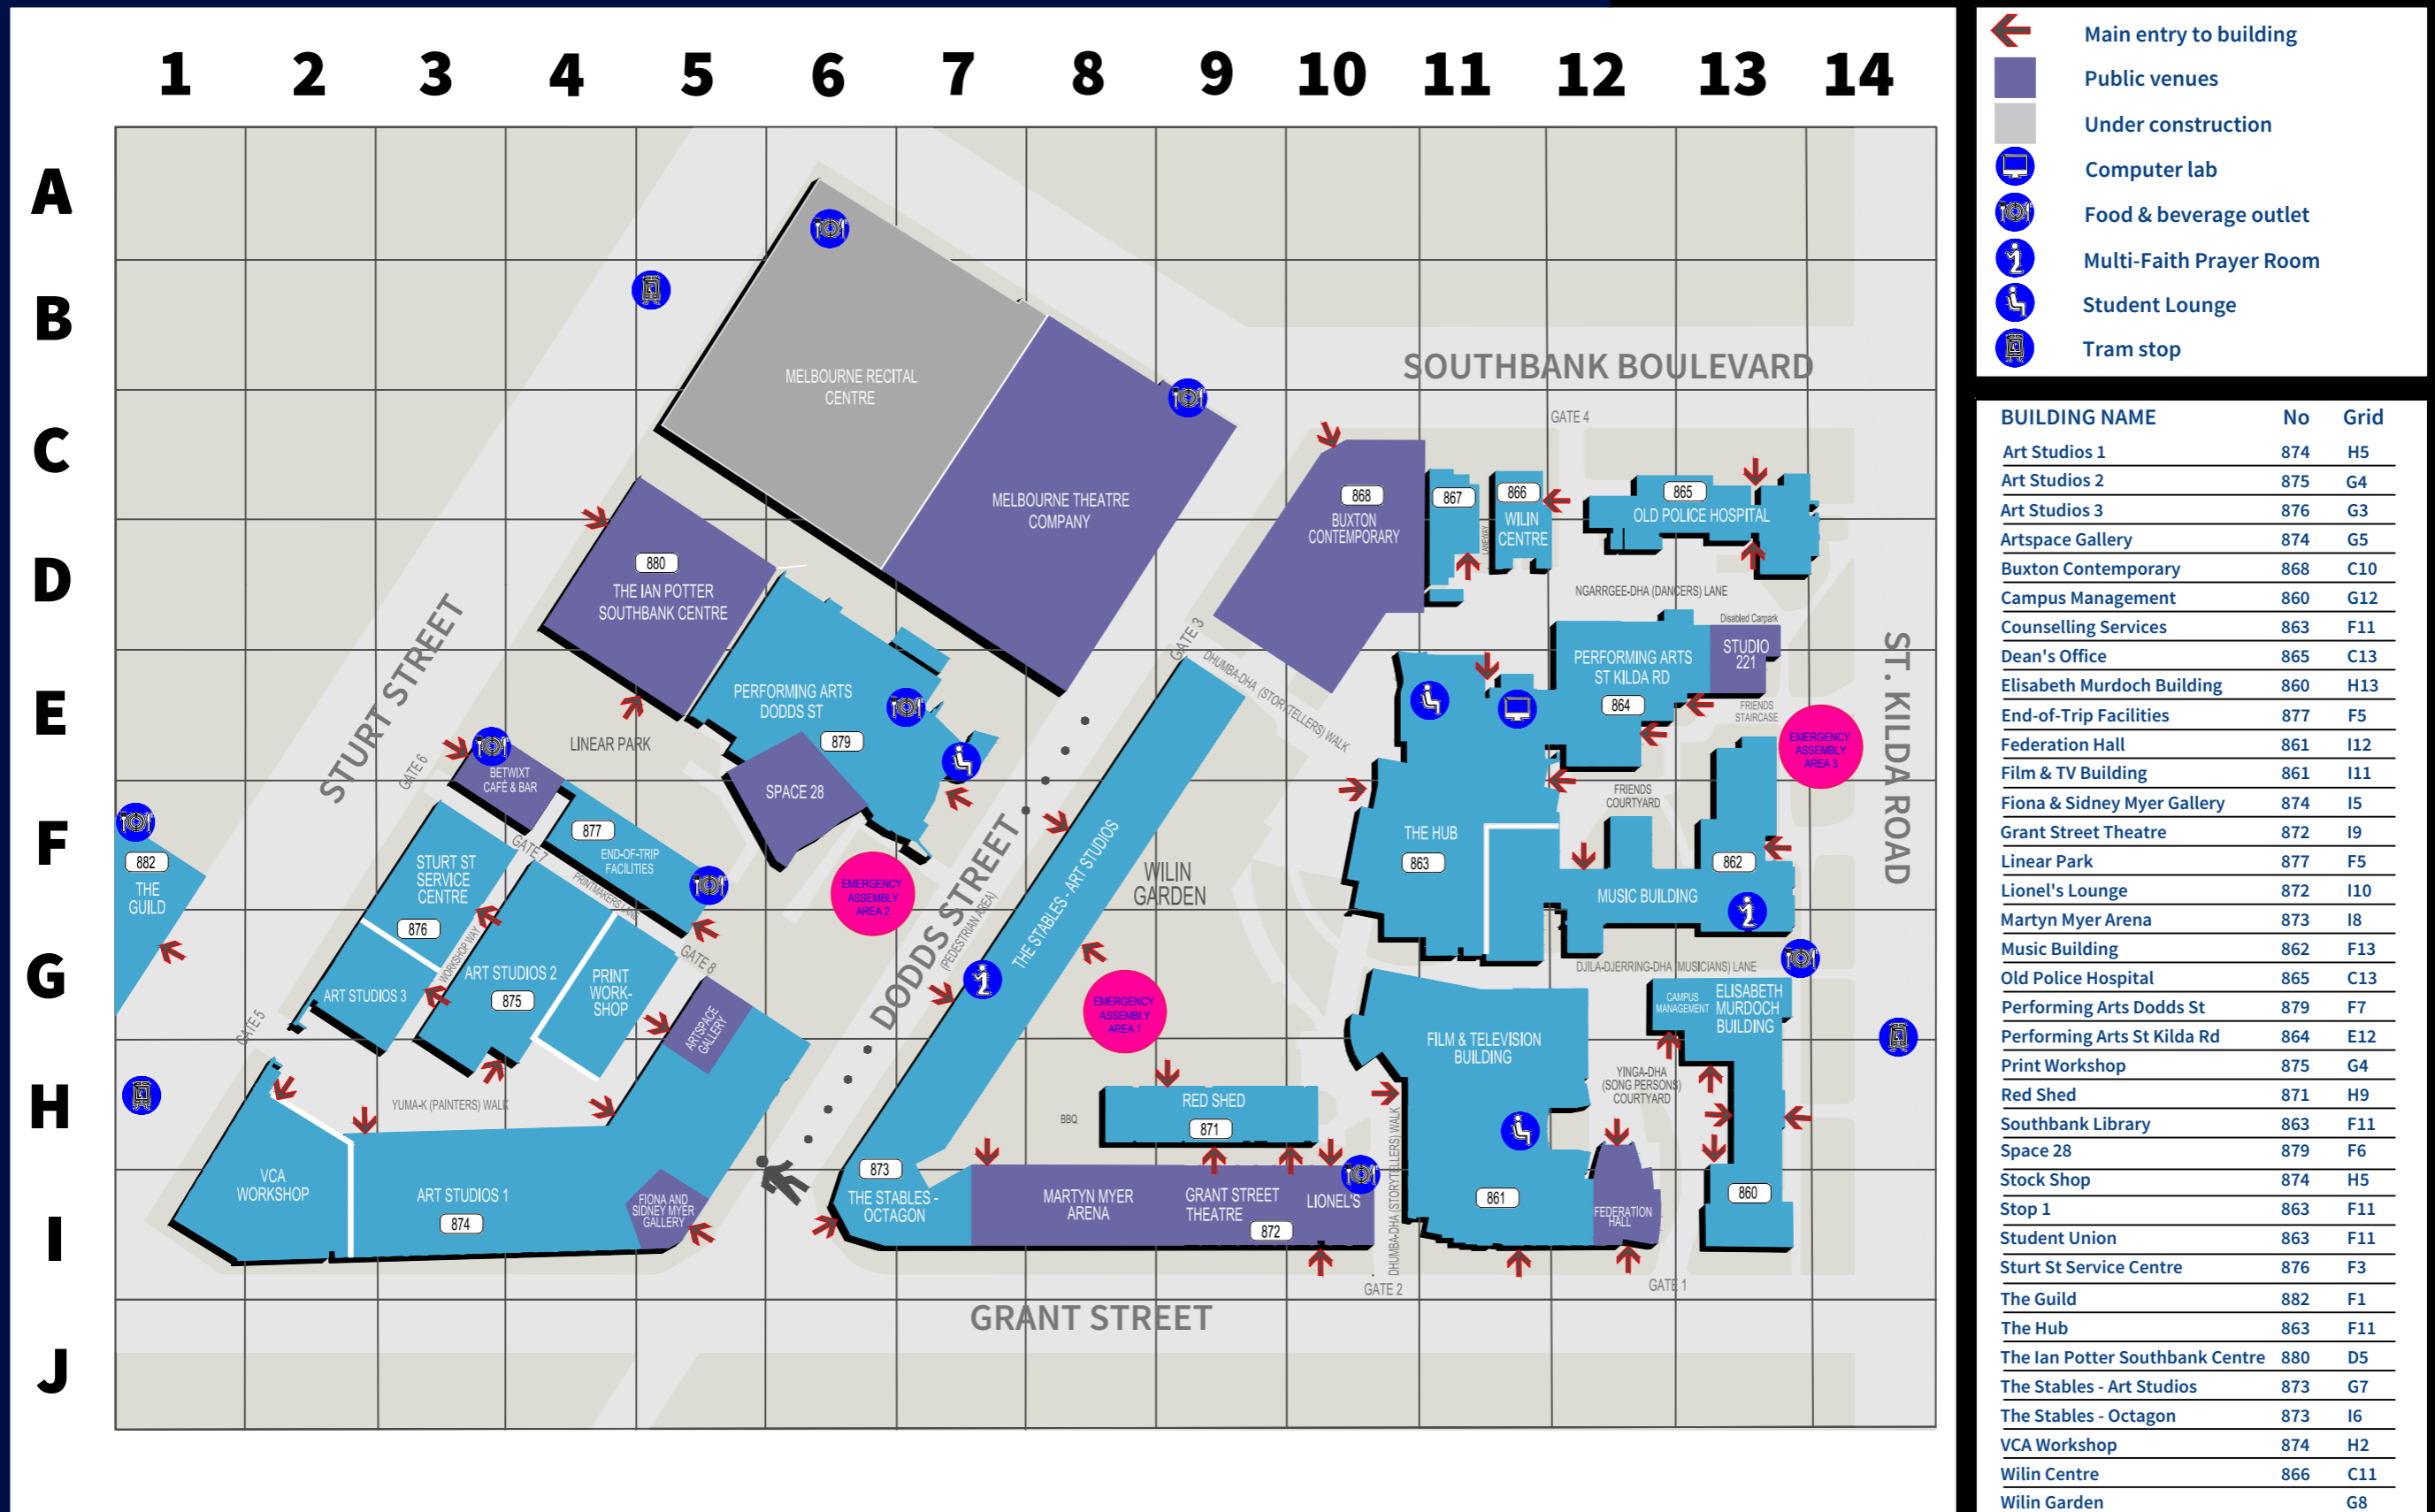 1 2 3 4 5 6 7 8 9 10 11 12 13 14
A
B
C
D
E
F
G
H
I
J
MELBOURNE RECITAL
CENTRE
SOUTHBANK BOULEVARD
GATE 4
MELBOURNE THEATRE
COMPANY
868
BUXTON
CONTEMPORARY
867
866
WILIN
CENTRE
LANEWAY
865
OLD POLICE HOSPITAL
880
THE IAN POTTER
SOUTHBANK CENTRE
NGARRGEE-DHA (DANCERS) LANE
Disabled Carpark
STURT STREET
GATE 3
DHUMBA-DHA (STORYTELLERS) WALK
PERFORMING ARTS
ST KILDA RD
864
STUDIO
221
FRIENDS
STAIRCASE
ST. KILDA ROAD
PERFORMING ARTS
DODDS ST
879
LINEAR PARK
EMERGENCY
ASSEMBLY
AREA 3
GATE 6
BETWIXT
CAFÉ & BAR
SPACE 28
FRIENDS
COURTYARD
877
END-OF-TRIP
FACILITIES
GATE 7
PRINTMAKERS LANE
THE HUB
863
882
THE
GUILD
STURT ST
SERVICE
CENTRE
876
WILIN
GARDEN
862
MUSIC BUILDING
EMERGENCY
ASSEMBLY
AREA 2
DODDS STREET
(PEDESTRIAN AREA)
THE STABLES - ART STUDIOS
WORKSHOP WAY
GATE 8
ART STUDIOS 2
875
PRINT
WORK-
SHOP
ART STUDIOS 3
DJILA-DJERRING-DHA (MUSICIANS) LANE
CAMPUS
MANAGEMENT
ELISABETH
MURDOCH
BUILDING
GATE 5
ARTSPACE
GALLERY
EMERGENCY
ASSEMBLY
AREA 1
FILM & TELEVISION
BUILDING
YINGA-DHA
(SONG PERSONS)
COURTYARD
YUMA-K (PAINTERS) WALK
BBQ
RED SHED
871
DHUMBA-DHA (STORYTELLERS) WALK
VCA
WORKSHOP
ART STUDIOS 1
874
FIONA AND
SIDNEY MYER
GALLERY
873
THE STABLES -
OCTAGON
MARTYN MYER
ARENA
GRANT STREET
THEATRE
872
LIONEL'S
861
FEDERATION
HALL
860
GATE 2
GATE 1
GRANT STREET
Main entry to building
Public venues
Under construction
Computer lab
Food & beverage outlet
Multi-Faith Prayer Room
Student Lounge
Tram stop
BUILDING NAME No Grid
Art Studios 1 874 H5
Art Studios 2 875 G4
Art Studios 3 876 G3
Artspace Gallery 874 G5
Buxton Contemporary 868 C10
Campus Management 860 G12
Counselling Services 863 F11
Dean's Office 865 C13
Elisabeth Murdoch Building 860 H13
End-of-Trip Facilities 877 F5
Federation Hall 861 I12
Film & TV Building 861 I11
Fiona & Sidney Myer Gallery 874 I5
Grant Street Theatre 872 I9
Linear Park 877 F5
Lionel's Lounge 872 I10
Martyn Myer Arena 873 I8
Music Building 862 F13
Old Police Hospital 865 C13
Performing Arts Dodds St 879 F7
Performing Arts St Kilda Rd 864 E12
Print Workshop 875 G4
Red Shed 871 H9
Southbank Library 863 F11
Space 28 879 F6
Stock Shop 874 H5
Stop 1 863 F11
Student Union 863 F11
Sturt St Service Centre 876 F3
The Guild 882 F1
The Hub 863 F11
The Ian Potter Southbank Centre 880 D5
The Stables - Art Studios 873 G7
The Stables - Octagon 873 I6
VCA Workshop 874 H2
Wilin Centre 866 C11
Wilin Garden G8